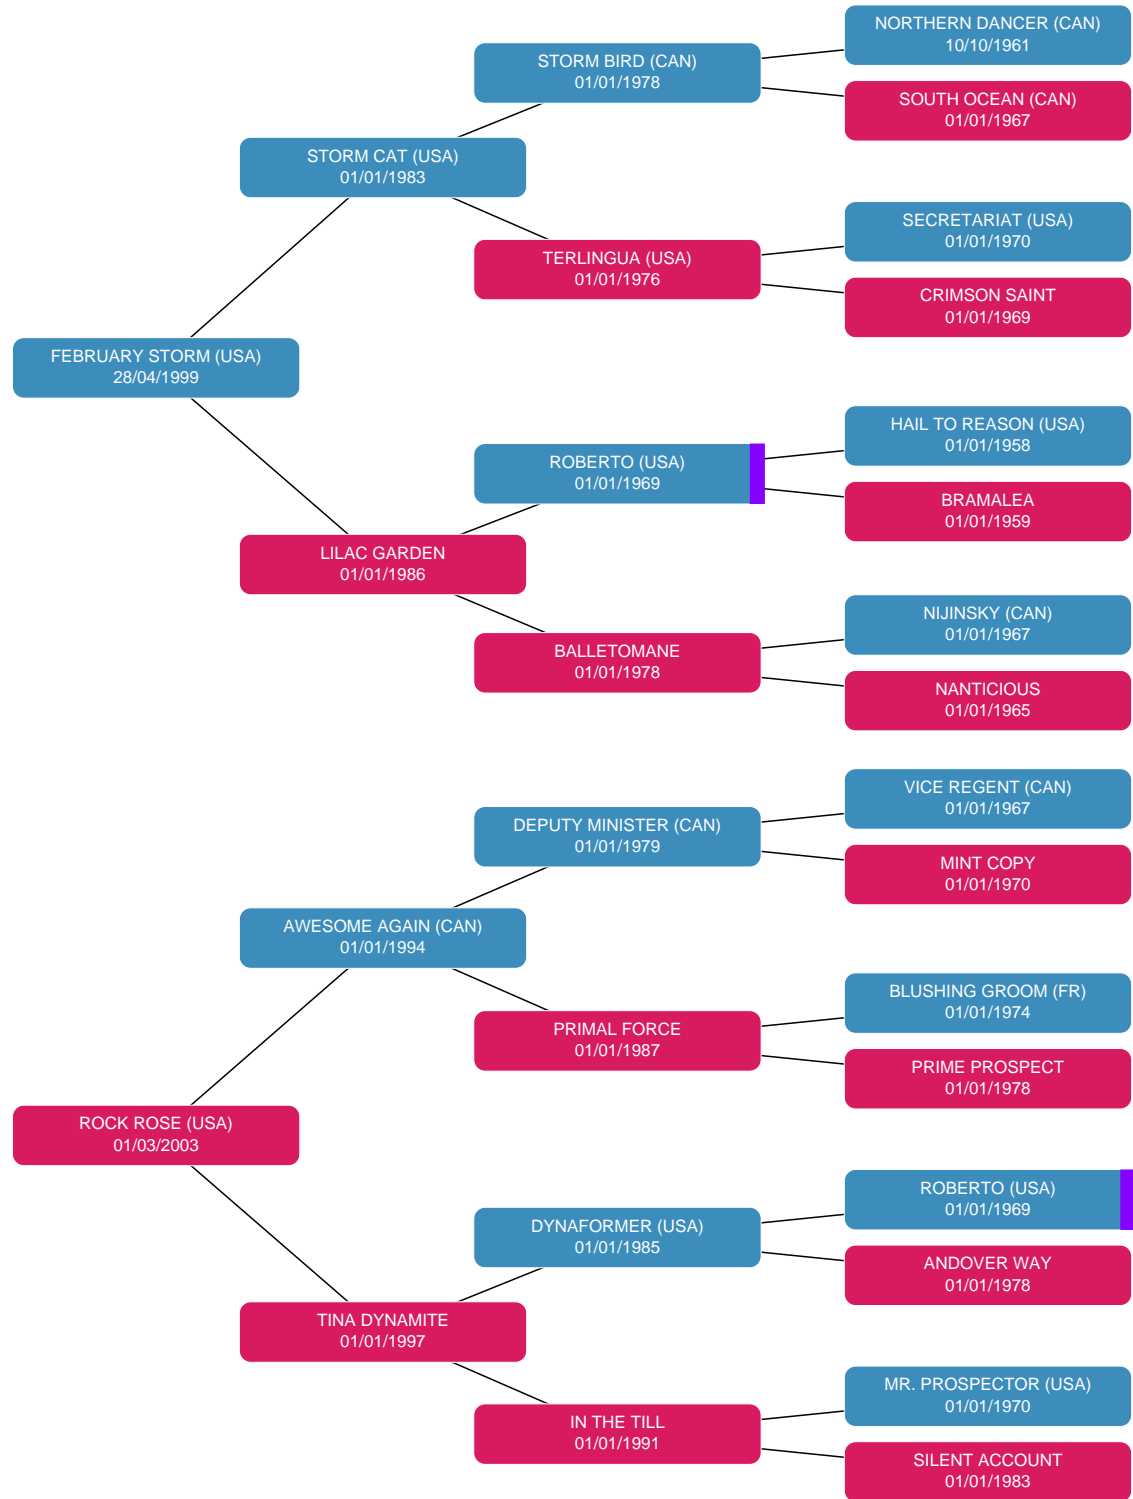 NORTHERN DANCER (CAN)
10/10/1961
STORM BIRD (CAN)
01/01/1978
SOUTH OCEAN (CAN)
01/01/1967
STORM CAT (USA)
01/01/1983
SECRETARIAT (USA)
01/01/1970
TERLINGUA (USA)
01/01/1976
CRIMSON SAINT
01/01/1969
FEBRUARY STORM (USA)
28/04/1999
HAIL TO REASON (USA)
01/01/1958
ROBERTO (USA)
01/01/1969
BRAMALEA
01/01/1959
LILAC GARDEN
01/01/1986
NIJINSKY (CAN)
01/01/1967
BALLETOMANE
01/01/1978
NANTICIOUS
01/01/1965
VICE REGENT (CAN)
01/01/1967
DEPUTY MINISTER (CAN)
01/01/1979
MINT COPY
01/01/1970
AWESOME AGAIN (CAN)
01/01/1994
BLUSHING GROOM (FR)
01/01/1974
PRIMAL FORCE
01/01/1987
PRIME PROSPECT
01/01/1978
ROCK ROSE (USA)
01/03/2003
ROBERTO (USA)
01/01/1969
DYNAFORMER (USA)
01/01/1985
ANDOVER WAY
01/01/1978
TINA DYNAMITE
01/01/1997
MR. PROSPECTOR (USA)
01/01/1970
IN THE TILL
01/01/1991
SILENT ACCOUNT
01/01/1983